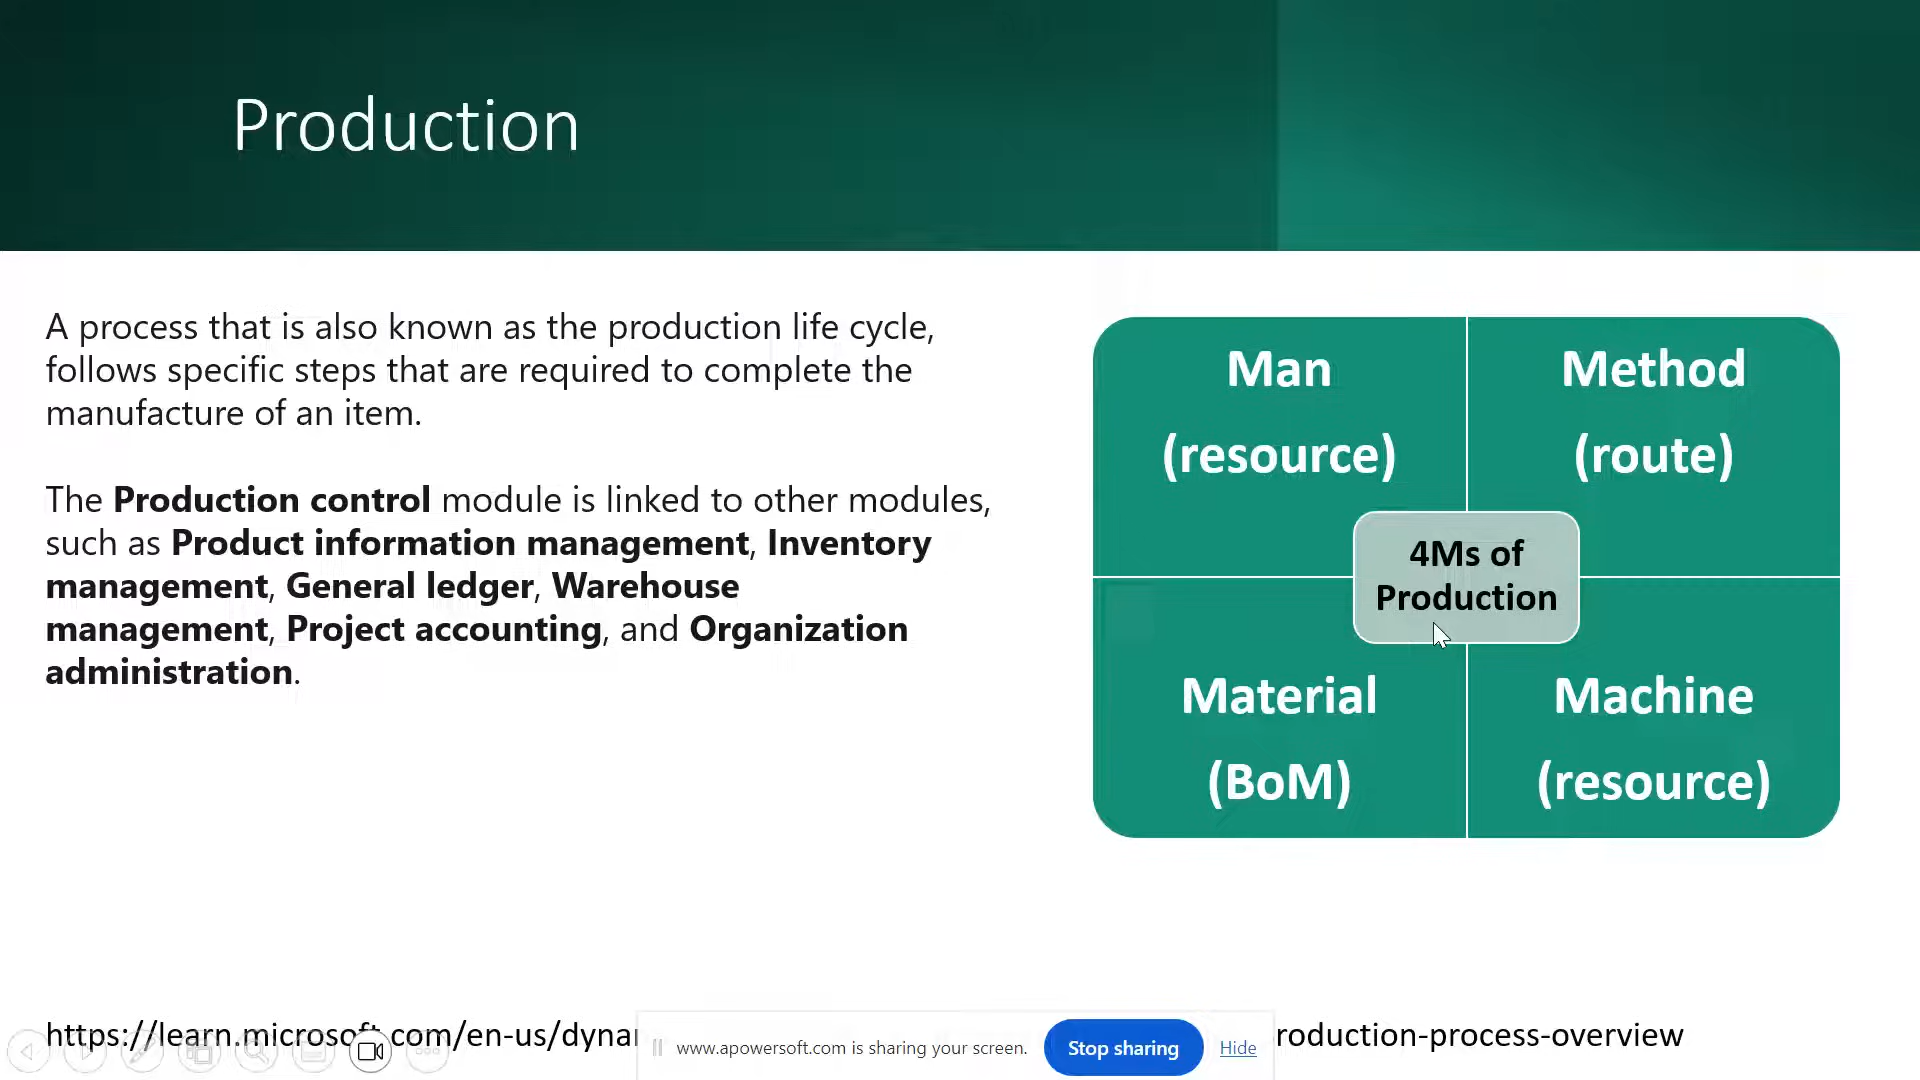 Production
A process that is also known as the production life cycle,
follows specific steps that are required to complete the
manufacture of an item.
The Production control module is linked to other modules,
such as Product information management, Inventory
management, General ledger, Warehouse
management, Project accounting, and Organization
administration.
Man
(resource)
Method
(route)
4Ms of
Production
Material
(BoM)
Machine
(resource)
https://learn.microsoft.com/en-us/dyna
roduction-process-overview
www.apowersoft.com is sharing your screen.
Stop sharing
Hide